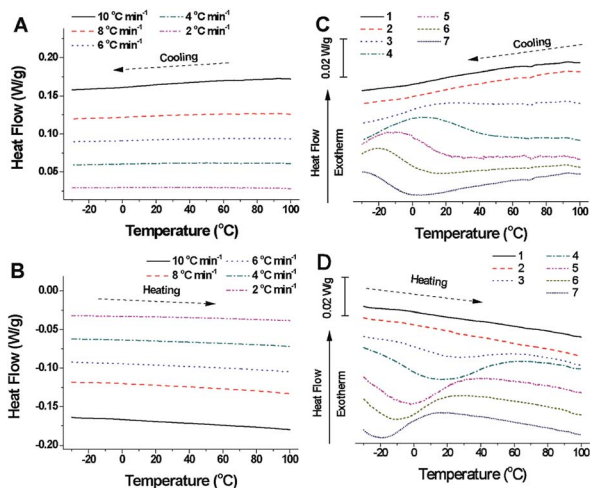 A
10 °C min⁻¹
4 °C min⁻¹
8 °C min⁻¹
2 °C min⁻¹
6 °C min⁻¹
Cooling
0.20
0.15
0.10
0.05
Heat Flow (W/g)
-20 0 20 40 60 80 100
Temperature (°C)
C
1
5
2
6
3
7
4
0.02 W/g
Cooling
Heat Flow
Exotherm
-20 0 20 40 60 80 100
Temperature (°C)
B
10 °C min⁻¹
6 °C min⁻¹
8 °C min⁻¹
4 °C min⁻¹
2 °C min⁻¹
Heating
0.00
-0.05
-0.10
-0.15
-0.20
Heat Flow (W/g)
-20 0 20 40 60 80 100
Temperature (°C)
D
1
4
2
5
3
6
7
0.02 W/g
Heating
Heat Flow
Exotherm
-20 0 20 40 60 80 100
Temperature (°C)